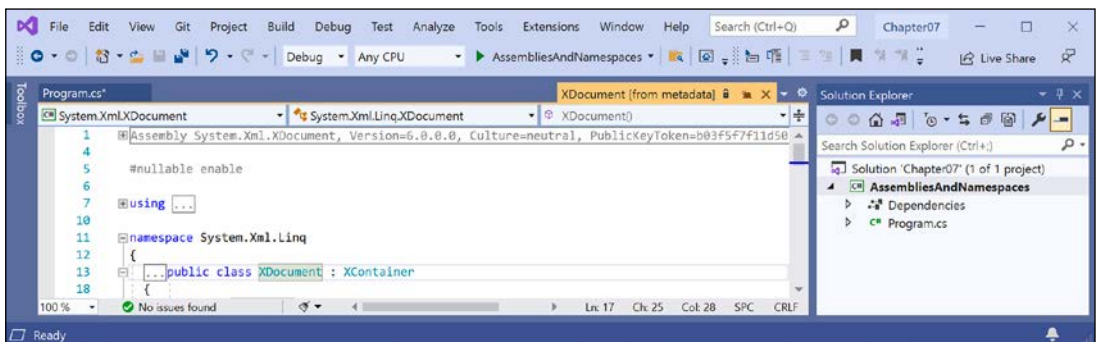 File Edit View Git Project Build Debug Test Analyze Tools Extensions Window Help Search (Ctrl+Q) Chapter07
Debug Any CPU AssembliesAndNamespaces Live Share
Toolbox
Program.cs* XDocument [from metadata]
System.Xml.XDocument System.Xml.Linq.XDocument XDocument()
1 Assembly System.Xml.XDocument, Version=6.0.0.0, Culture=neutral, PublicKeyToken=b03f5f7f11d50
4
5 #nullable enable
6
7 using ...
10
11 namespace System.Xml.Linq
12 {
13 ...public class XDocument : XContainer
18 {
100 % No issues found Ln: 17 Ch: 25 Col: 28 SPC CRLF
Solution Explorer
Search Solution Explorer (Ctrl+;)
Solution 'Chapter07' (1 of 1 project)
AssembliesAndNamespaces
Dependencies
C# Program.cs
Ready